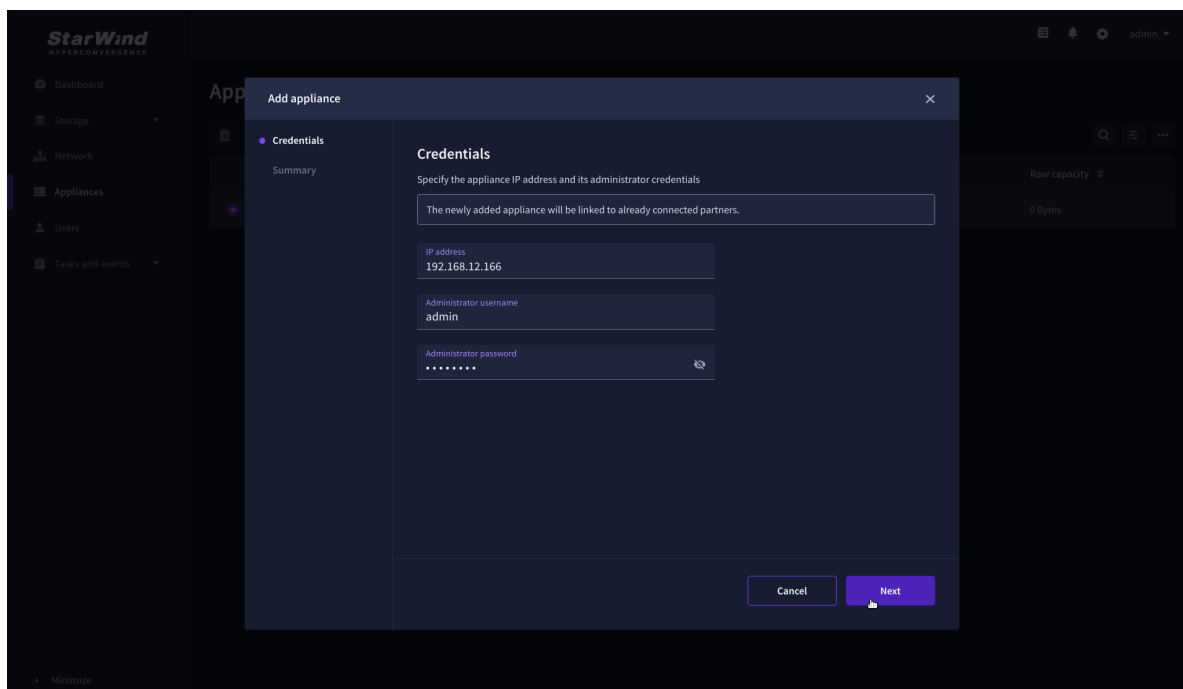 StarWind
HYPERCONVERGENCE
admin
Dashboard
Storage
Network
Appliances
Users
Tasks and events
Minimize
App
Raw capacity
0 Bytes
Add appliance
Credentials
Summary
Credentials
Specify the appliance IP address and its administrator credentials
The newly added appliance will be linked to already connected partners.
IP address
192.168.12.166
Administrator username
admin
Administrator password
••••••••
Cancel
Next